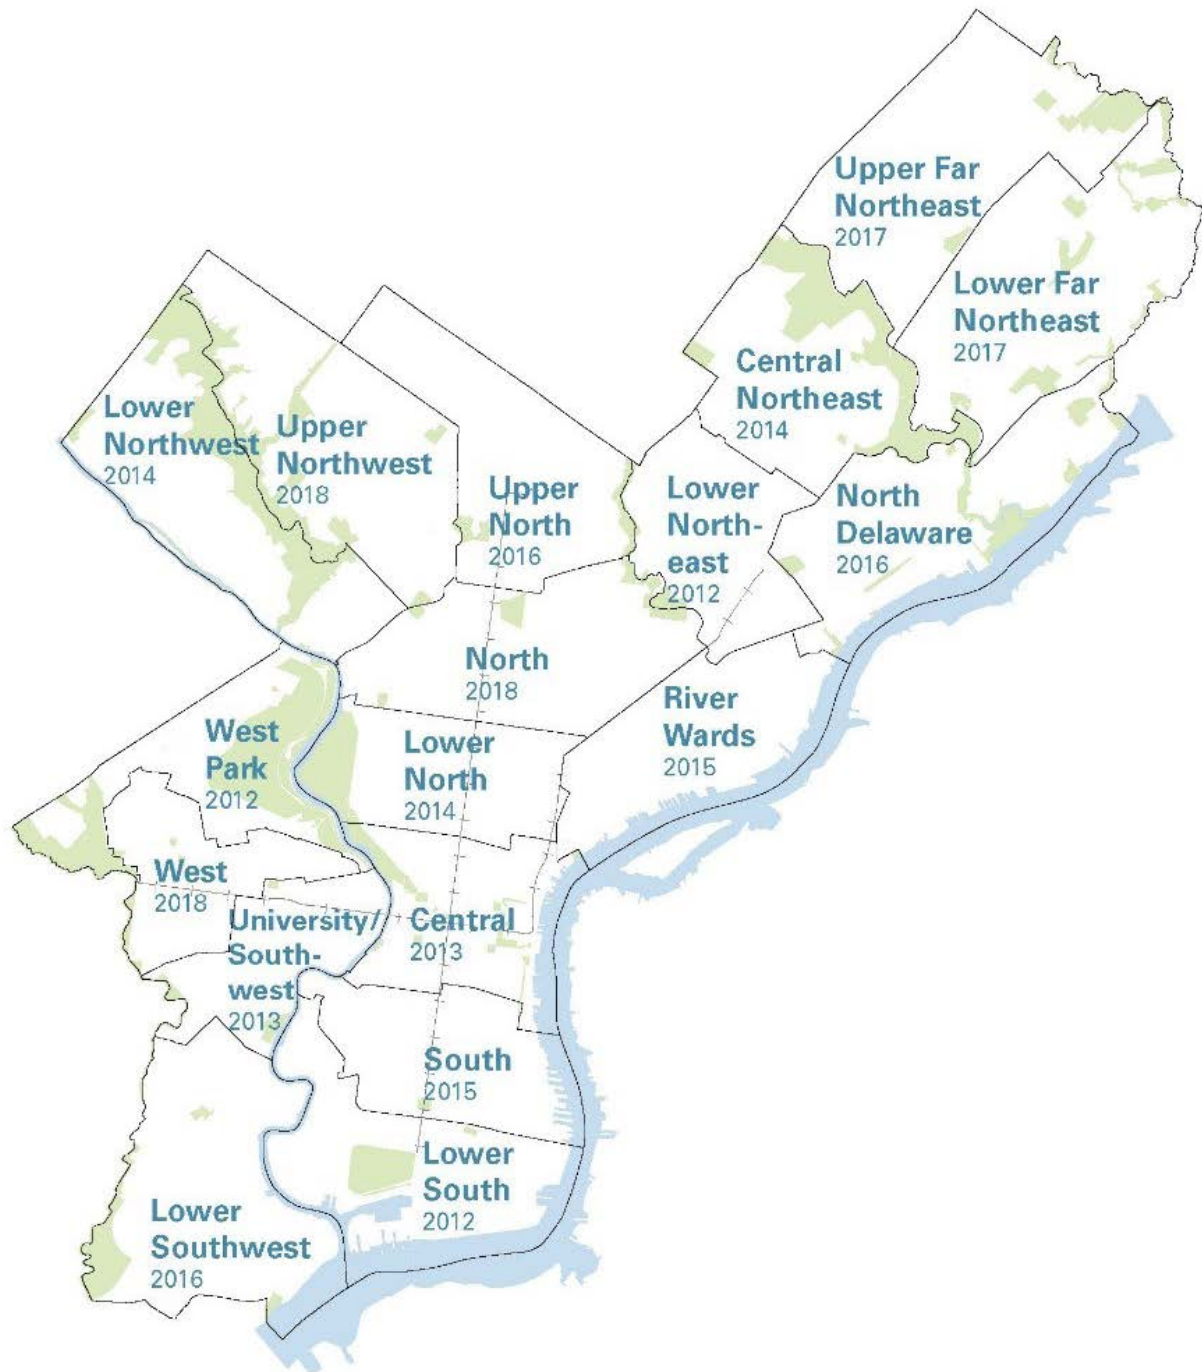 Upper Far
Northeast
2017
Lower Far
Northeast
2017
Central
Northeast
2014
Lower
Northwest
2014
Upper
Northwest
2018
Upper
North
2016
Lower
North-
east
2012
North
Delaware
2016
North
2018
River
Wards
2015
West
Park
2012
Lower
North
2014
West
2018
University/
South-
west
2013
Central
2013
South
2015
Lower
South
2012
Lower
Southwest
2016